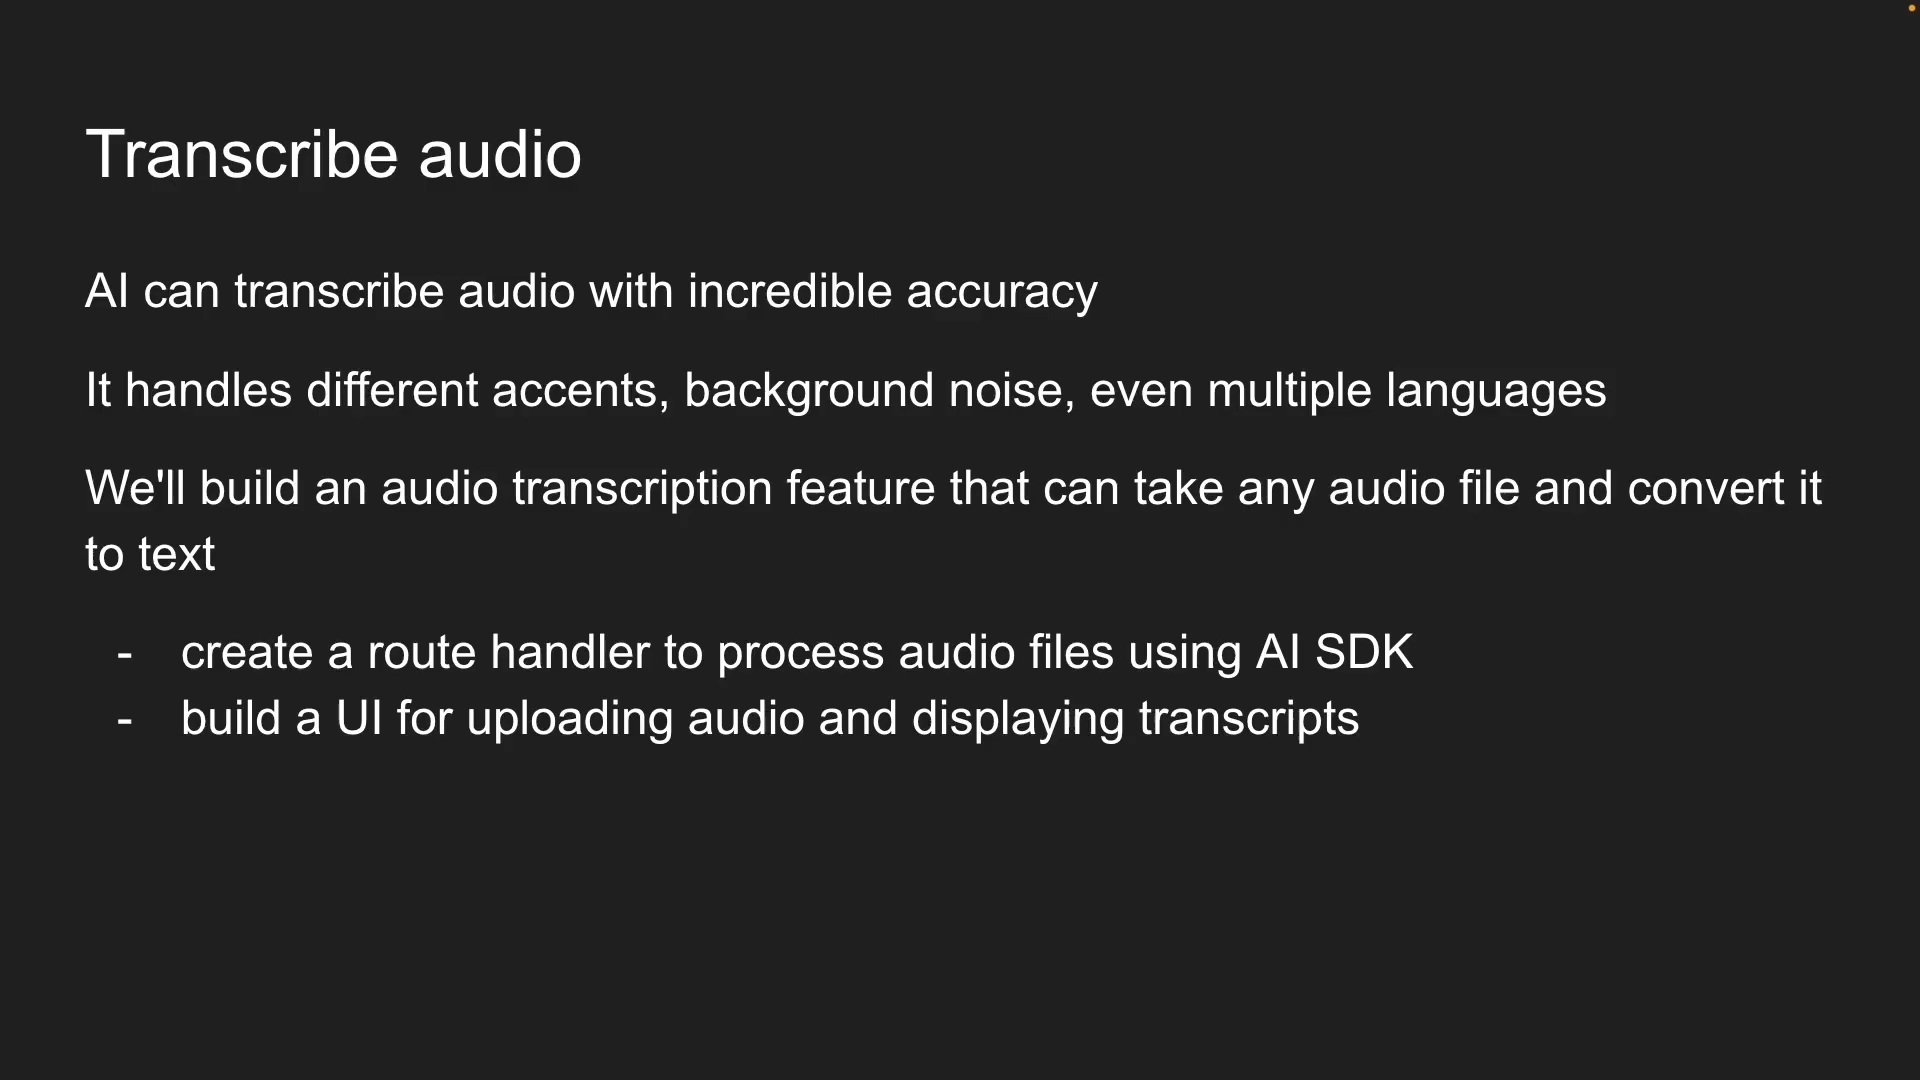 Transcribe audio
AI can transcribe audio with incredible accuracy
It handles different accents, background noise, even multiple languages
We'll build an audio transcription feature that can take any audio file and convert it
to text
- create a route handler to process audio files using AI SDK
- build a UI for uploading audio and displaying transcripts